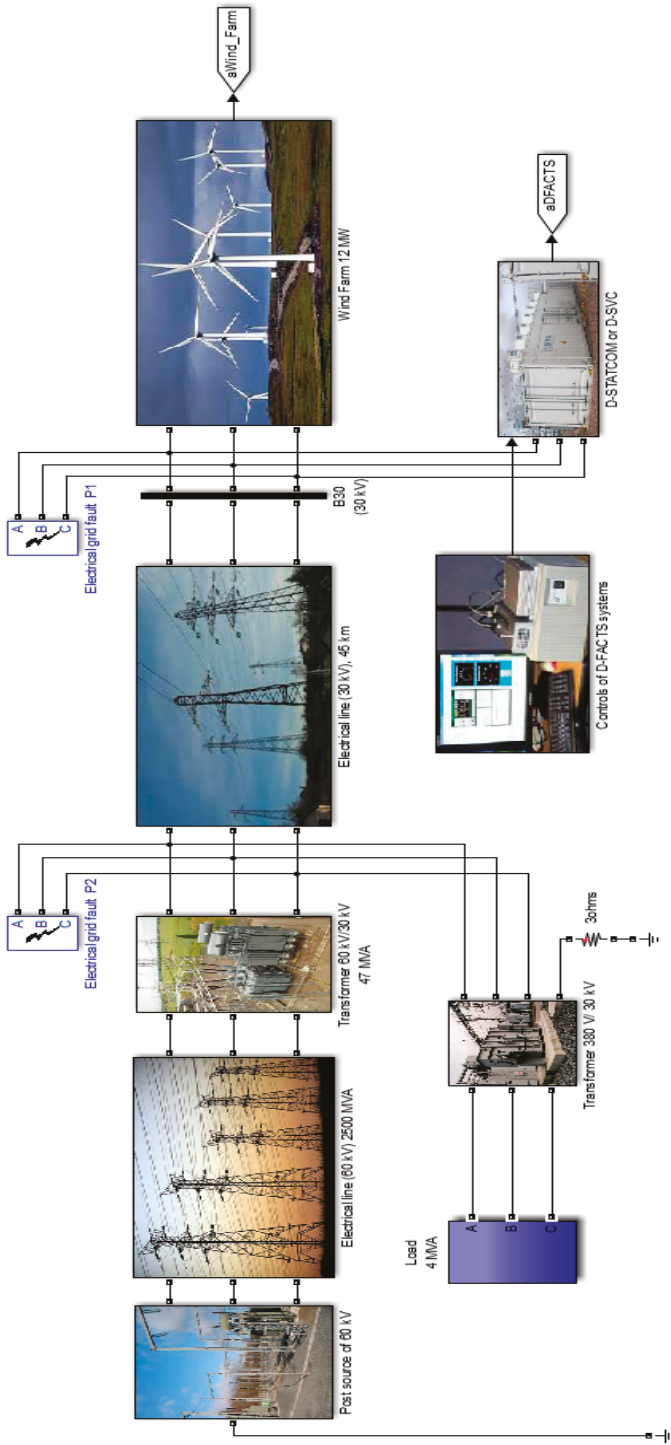 Post source of 60 kV
Electrical line (60 kV) 2500 MVA
Transformer 60 kV/30 kV
47 MVA
Electrical grid fault P2
A
B
C
Electrical line (30 kV), 45 km
Electrical grid fault P1
A
B
C
B30
(30 kV)
Wind Farm 12 MW
aWind_Farm
Load
4 MVA
A
B
C
Transformer 380 V/ 30 kV
3ohms
Controls of D-FACTS systems
D-STATCOM or D-SVC
aDFACTS